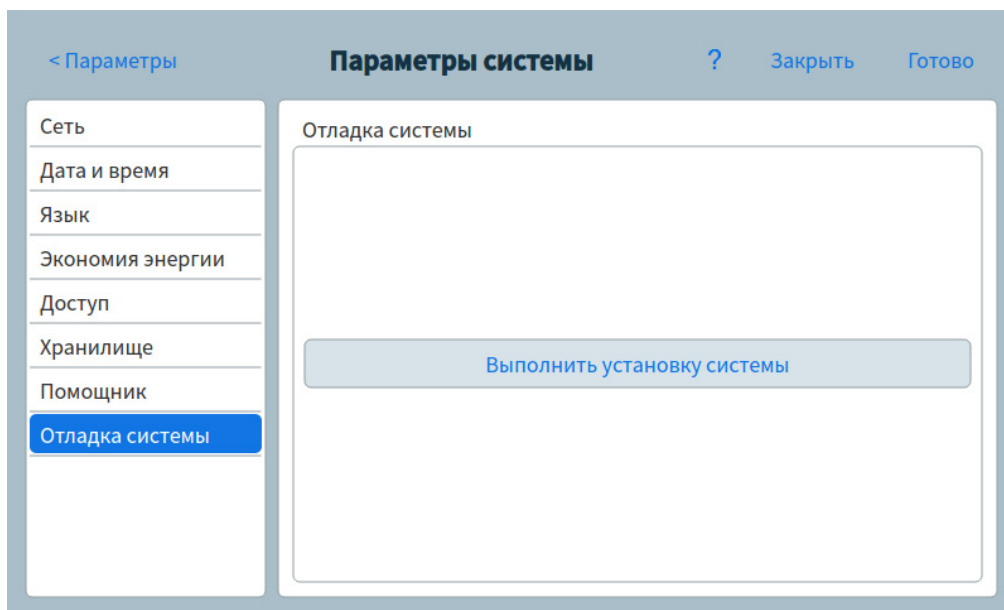 < Параметры
Параметры системы
?
Закрыть
Готово
Сеть
Дата и время
Язык
Экономия энергии
Доступ
Хранилище
Помощник
Отладка системы
Отладка системы
Выполнить установку системы